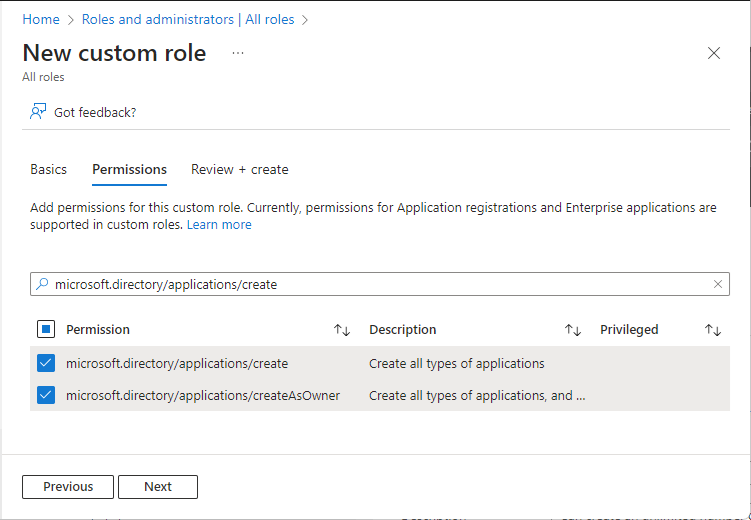 Home > Roles and administrators | All roles >
New custom role ...
All roles
Got feedback?
Basics Permissions Review + create
Add permissions for this custom role. Currently, permissions for Application registrations and Enterprise applications are
supported in custom roles. Learn more
microsoft.directory/applications/create
Permission Description Privileged
microsoft.directory/applications/create Create all types of applications
microsoft.directory/applications/createAsOwner Create all types of applications, and ...
Previous Next